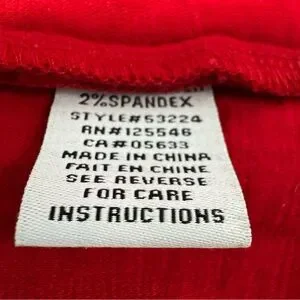 2%SPANDEX
STYLE#53224
RN#125546
CA#05633
MADE IN CHINA
FAIT EN CHINE
SEE REVERSE
FOR CARE
INSTRUCTIONS